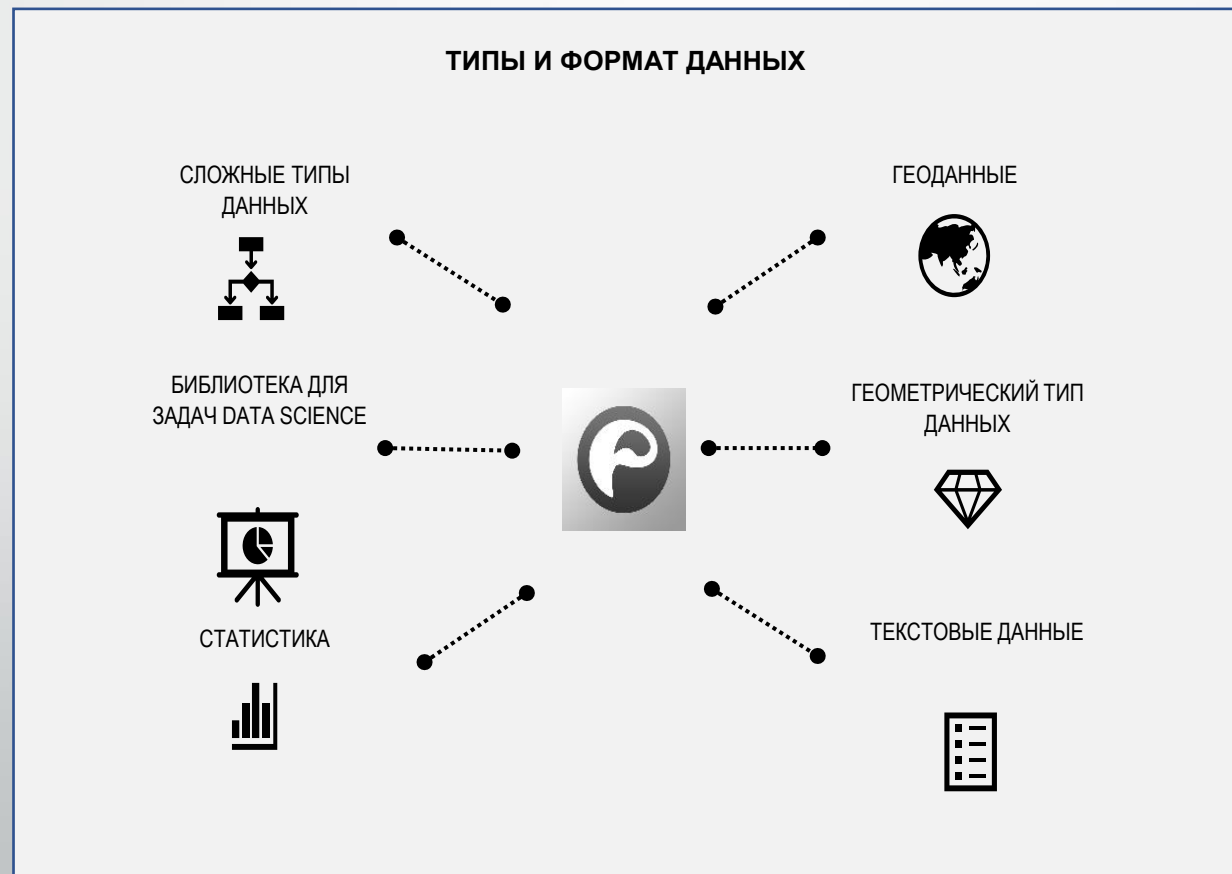 ТИПЫ И ФОРМАТ ДАННЫХ
СЛОЖНЫЕ ТИПЫ
ДАННЫХ
ГЕОДАННЫЕ
БИБЛИОТЕКА ДЛЯ
ЗАДАЧ DATA SCIENCE
ГЕОМЕТРИЧЕСКИЙ ТИП
ДАННЫХ
СТАТИСТИКА
ТЕКСТОВЫЕ ДАННЫЕ